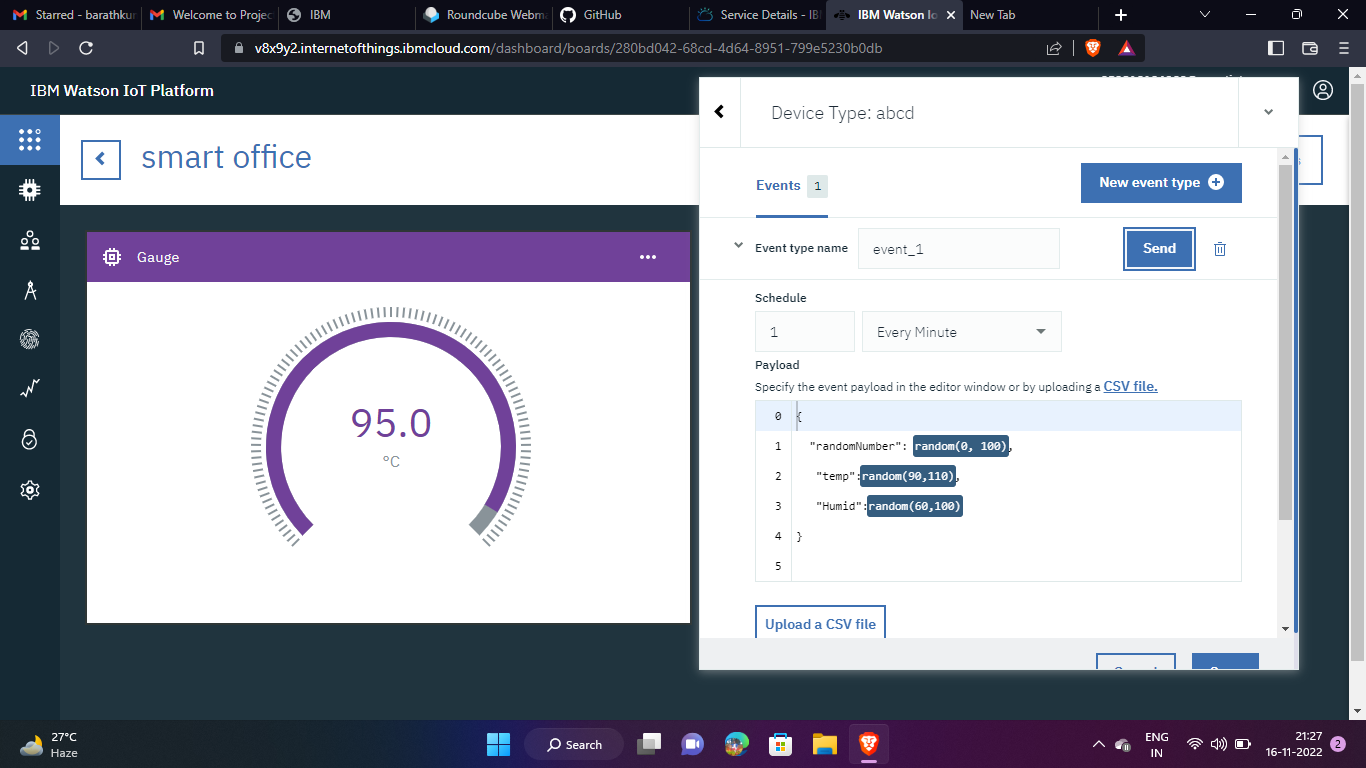 Starred - barathkur
Welcome to Projec
IBM
Roundcube Webma
GitHub
Service Details - IB
IBM Watson Io
New Tab
v8x9y2.internetofthings.ibmcloud.com/dashboard/boards/280bd042-68cd-4d64-8951-799e5230b0db
IBM Watson IoT Platform
smart office
Gauge
95.0
°C
Device Type: abcd
Events 1
New event type
Event type name event_1 Send
Schedule
1 Every Minute
Payload
Specify the event payload in the editor window or by uploading a CSV file.
0 {
1 "randomNumber": random(0, 100),
2 "temp":random(90,110),
3 "Humid":random(60,100)
4 }
5
Upload a CSV file
27°C
Haze
Search
ENG
IN
21:27
16-11-2022
2